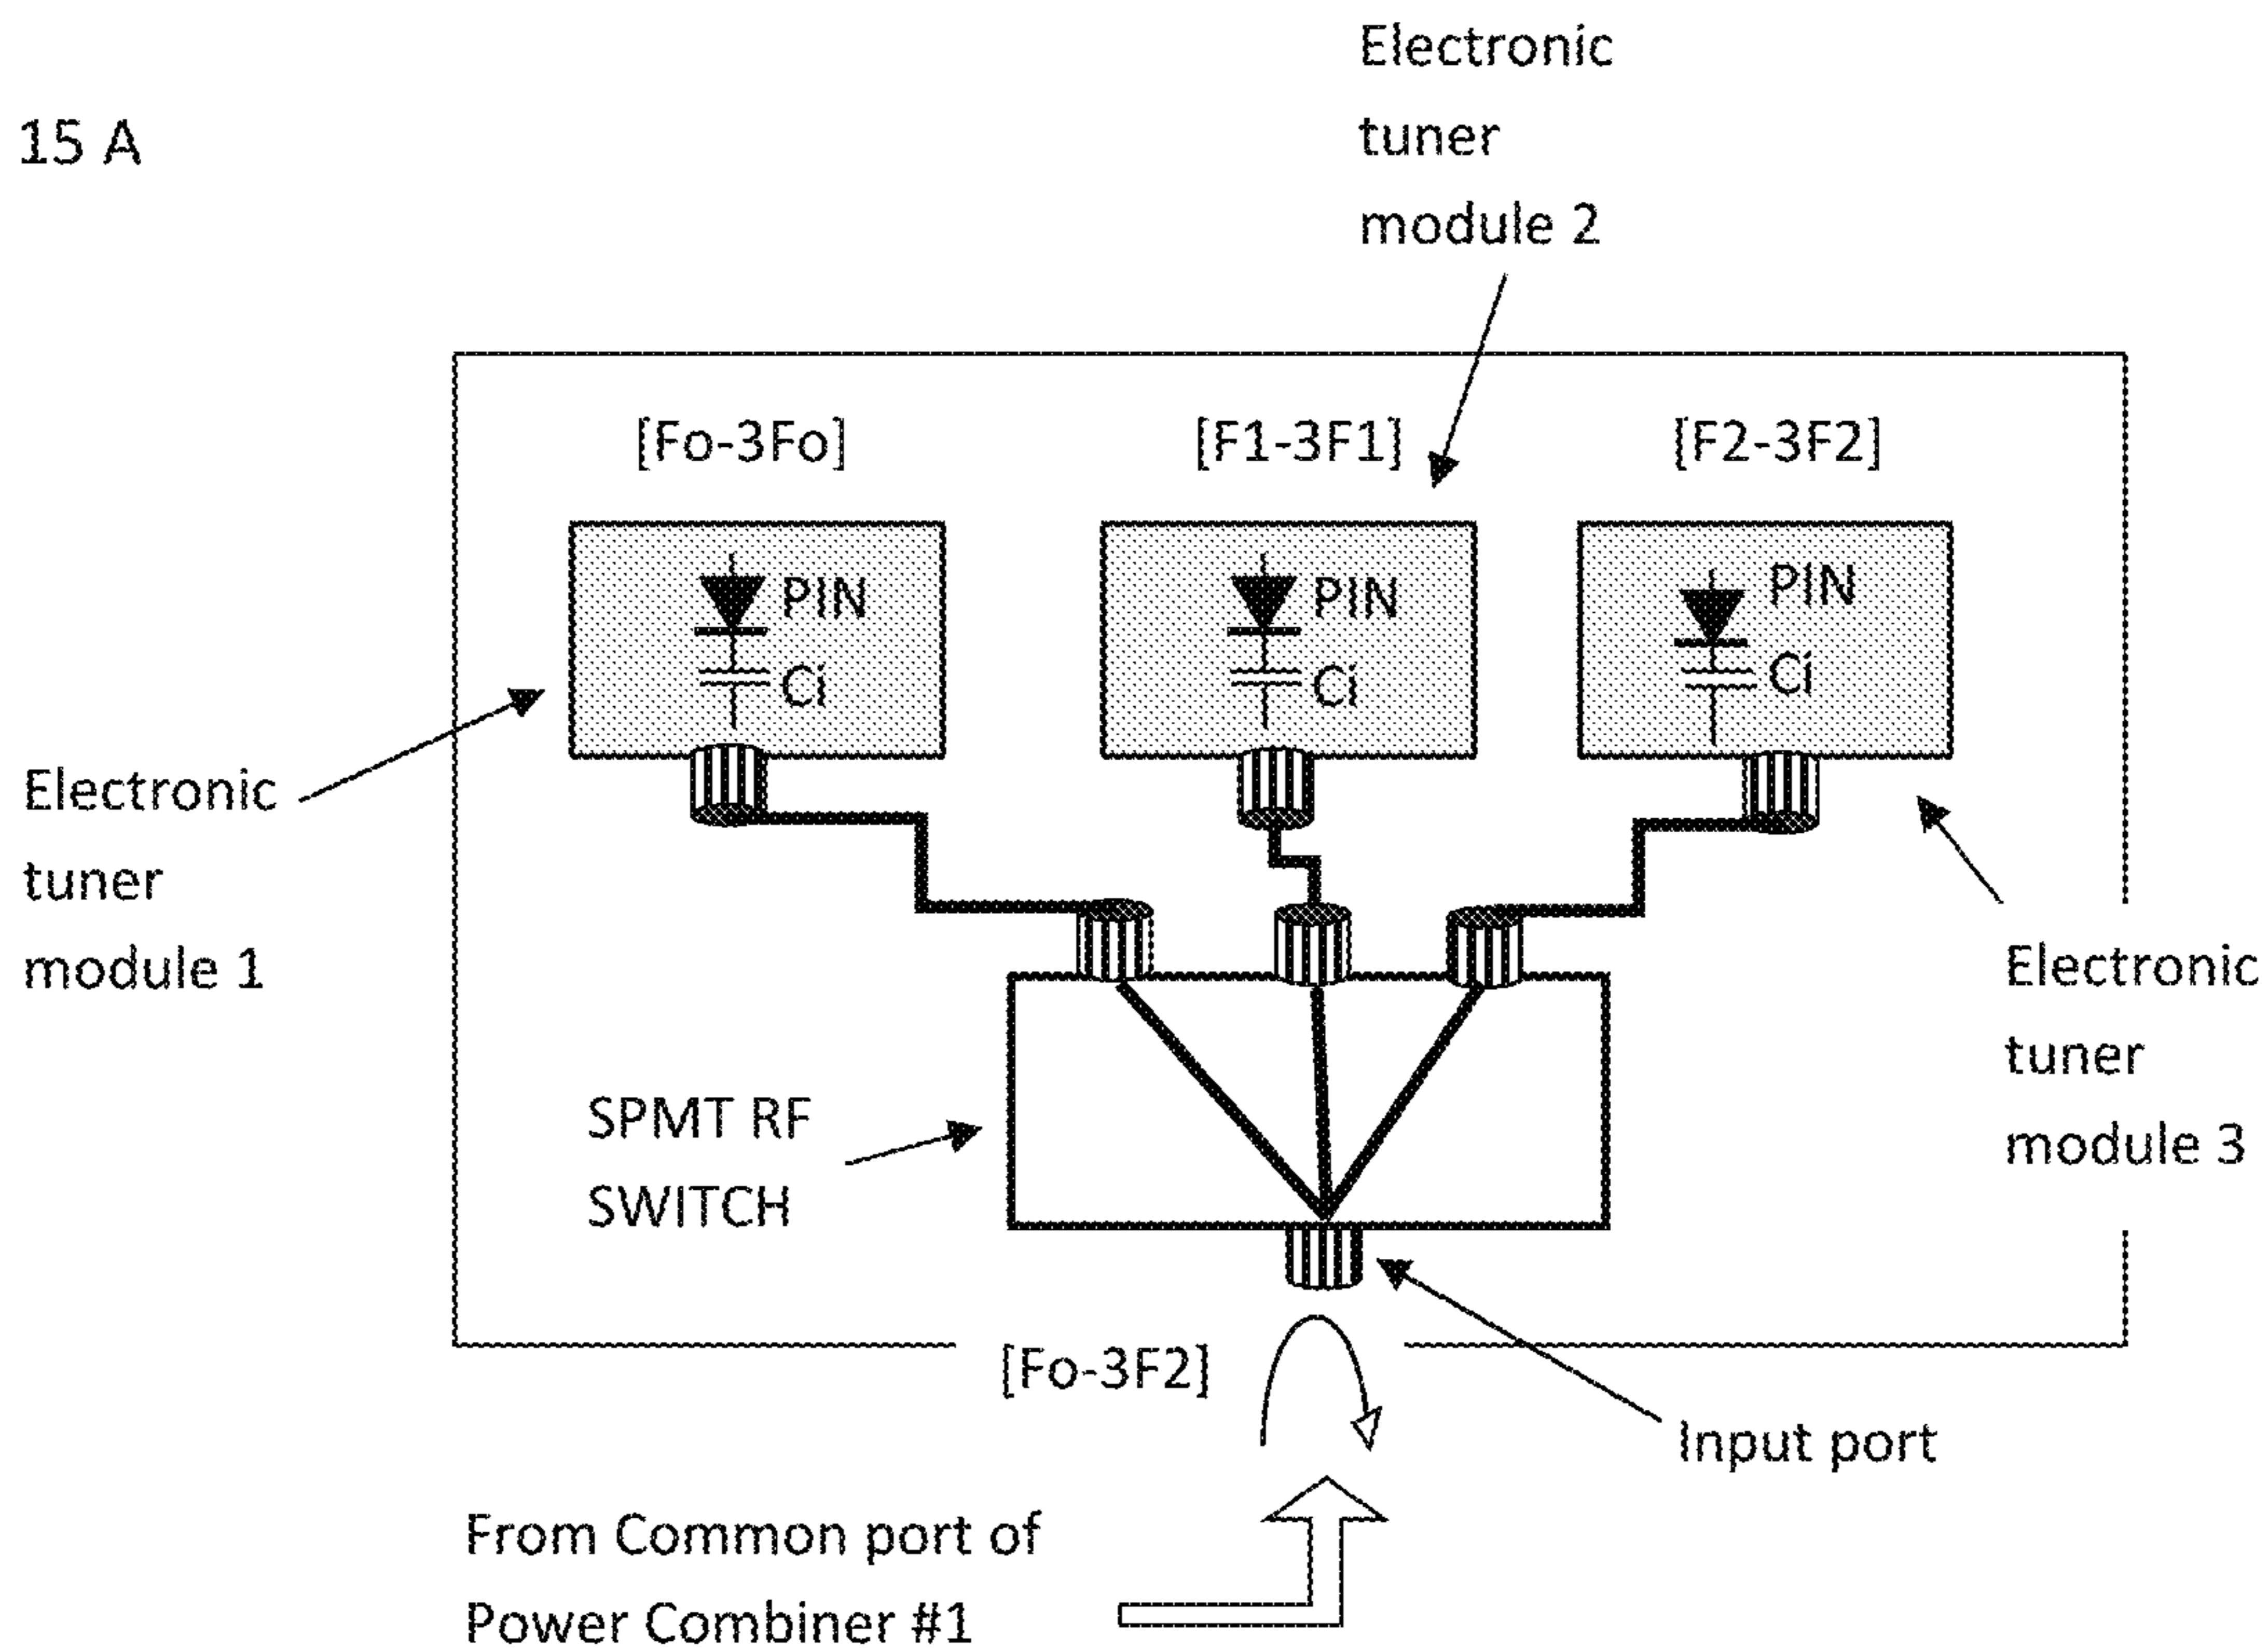 15 A
Electronic
tuner
module 2
[Fo-3Fo]
[F1-3F1]
[F2-3F2]
PIN
Ci
PIN
Ci
PIN
Ci
Electronic
tuner
module 1
Electronic
tuner
module 3
SPMT RF
SWITCH
[Fo-3F2]
Input port
From Common port of
Power Combiner #1